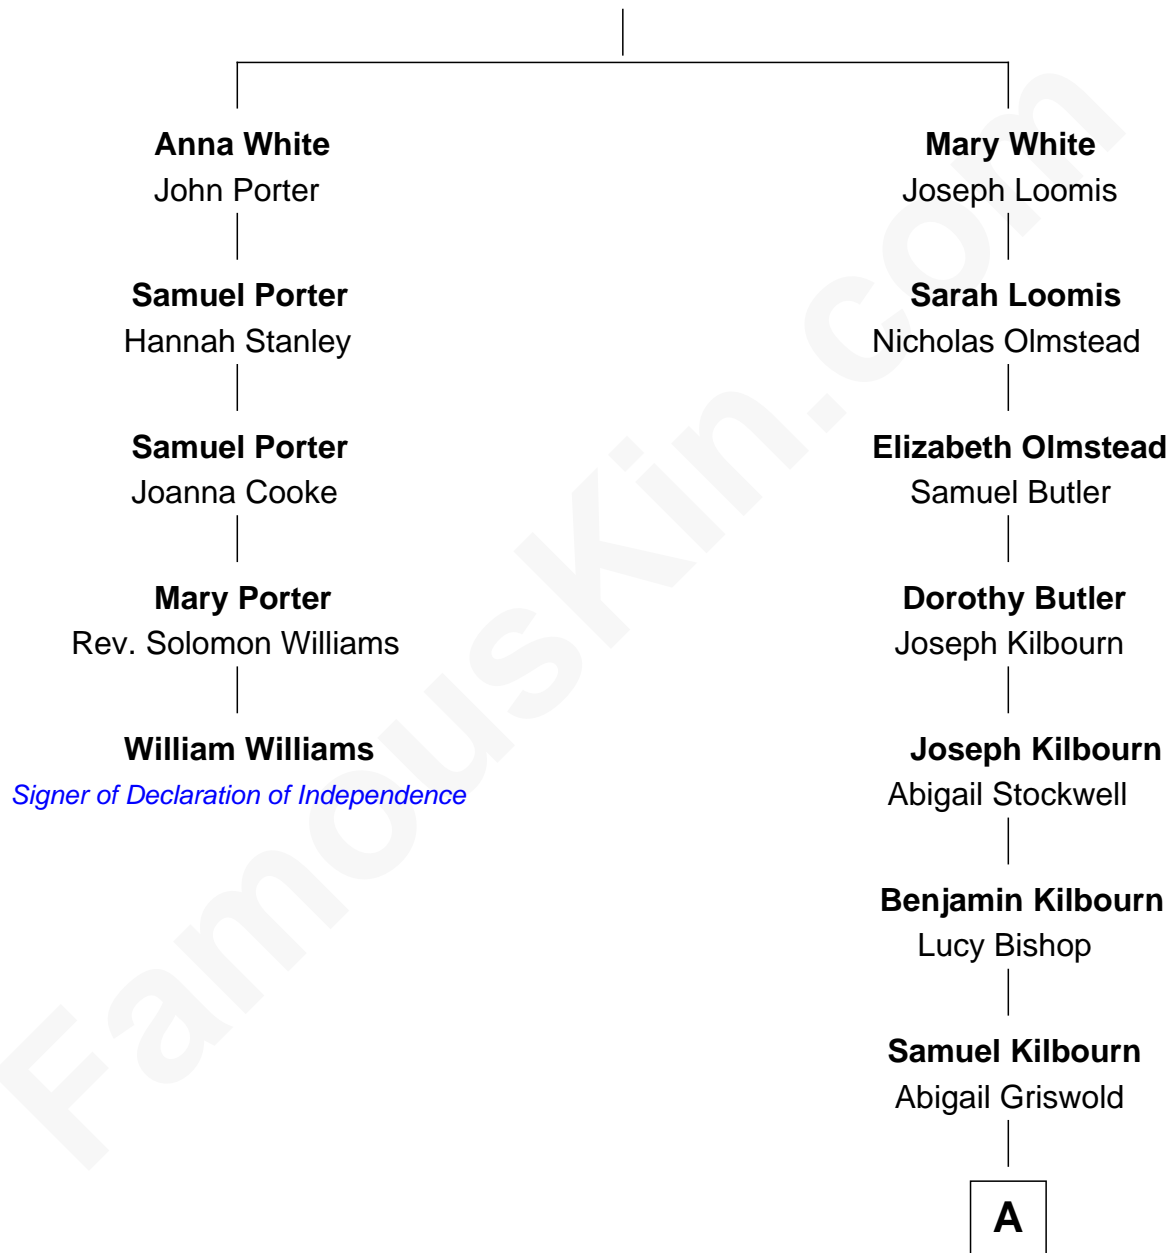 Anna White
John Porter
Samuel Porter
Hannah Stanley
Samuel Porter
Joanna Cooke
Mary Porter
Rev. Solomon Williams
William Williams
Signer of Declaration of Independence
Mary White
Joseph Loomis
Sarah Loomis
Nicholas Olmstead
Elizabeth Olmstead
Samuel Butler
Dorothy Butler
Joseph Kilbourn
Joseph Kilbourn
Abigail Stockwell
Benjamin Kilbourn
Lucy Bishop
Samuel Kilbourn
Abigail Griswold
A
FamousKin.com